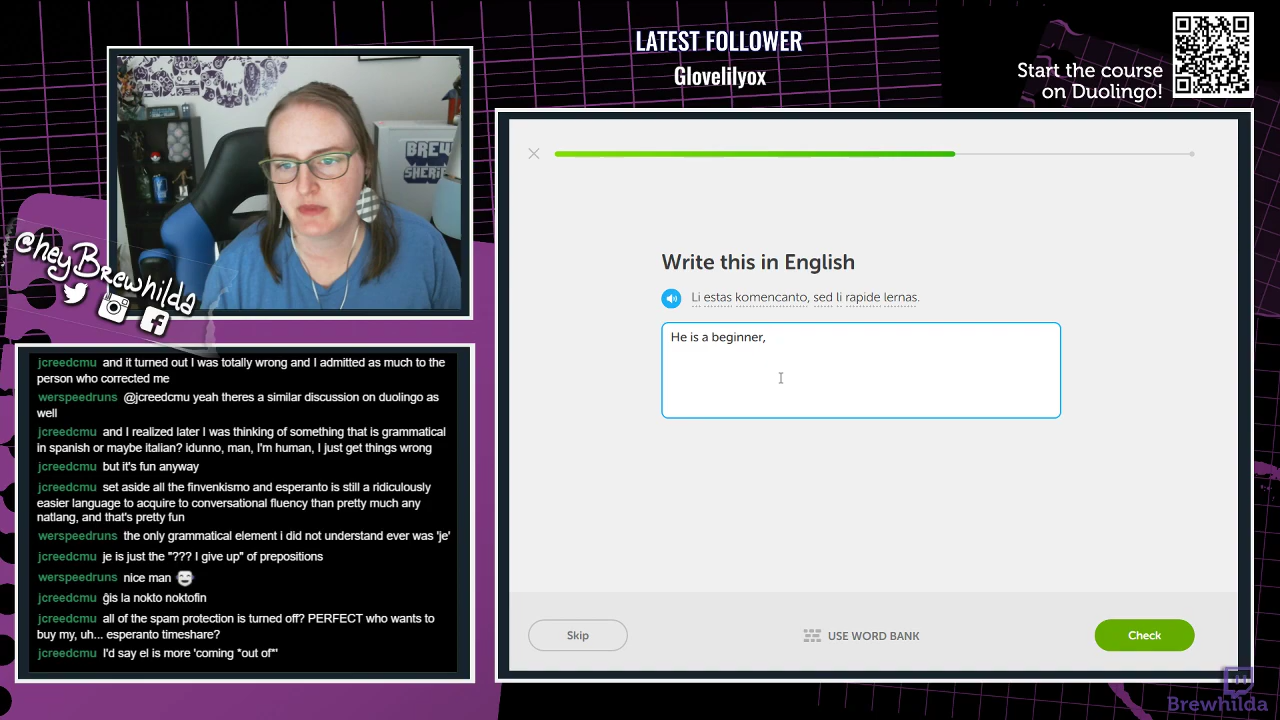 LATEST FOLLOWER
Glovelilyox
Start the course
on Duolingo!
BREW
SHERIF
@heyBrewhilda
Write this in English
Li estas komencanto, sed li rapide lernas.
He is a beginner,
Skip
USE WORD BANK
Check
jcreedcmu and it turned out I was totally wrong and I admitted as much to the
person who corrected me
werspeedruns @jcreedcmu yeah theres a similar discussion on duolingo as
well
jcreedcmu and I realized later I was thinking of something that is grammatical
in spanish or maybe italian? idunno, man, I'm human, I just get things wrong
jcreedcmu but it's fun anyway
jcreedcmu set aside all the finvenkismo and esperanto is still a ridiculously
easier language to acquire to conversational fluency than pretty much any
natlang, and that's pretty fun
werspeedruns the only grammatical element i did not understand ever was 'je'
jcreedcmu je is just the "??? I give up" of prepositions
werspeedruns nice man
jcreedcmu ĝis la nokto noktofin
jcreedcmu all of the spam protection is turned off? PERFECT who wants to
buy my, uh... esperanto timeshare?
jcreedcmu I'd say el is more 'coming *out of*'
Brewhilda